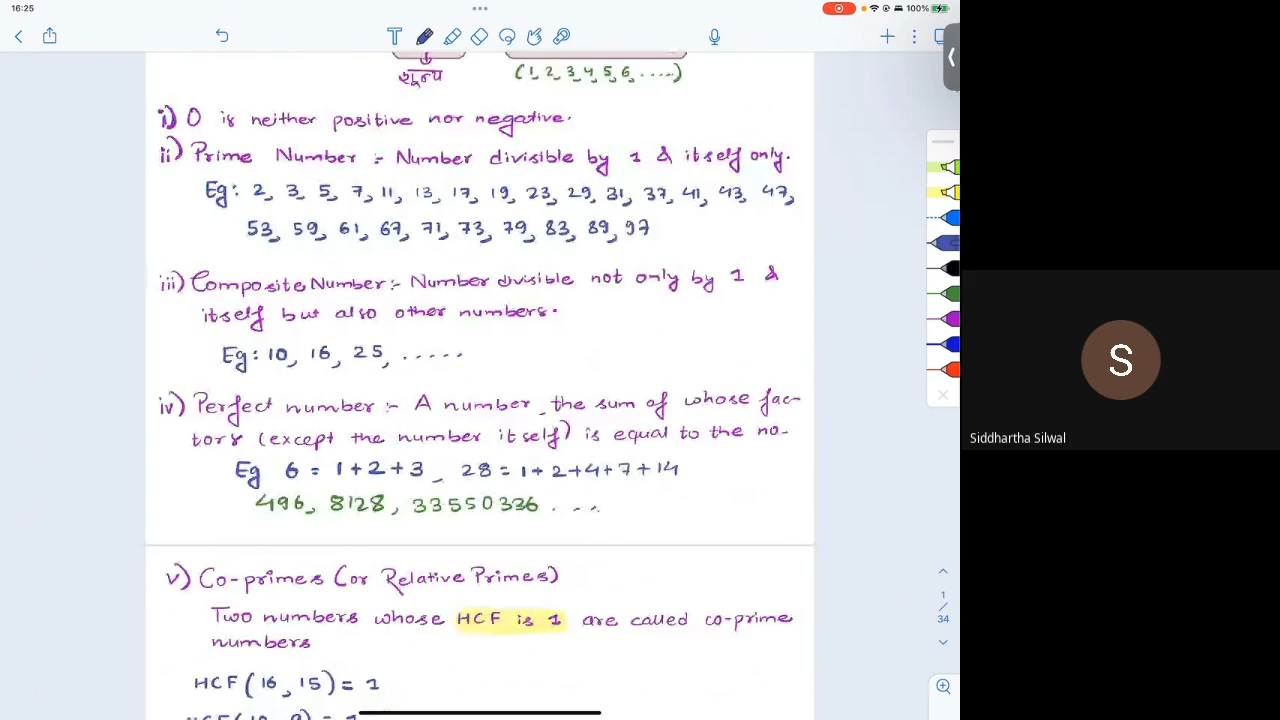 16:25
100%
शून्य
(1, 2, 3, 4, 5, 6, .....)
i) 0 is neither positive nor negative.
ii) Prime Number :- Number divisible by 1 & itself only.
Eg: 2, 3, 5, 7, 11, 13, 17, 19, 23, 29, 31, 37, 41, 43, 47,
53, 59, 61, 67, 71, 73, 79, 83, 89, 97
iii) Composite Number :- Number divisible not only by 1 &
itself but also other numbers.
Eg: 10, 16, 25, .....
iv) Perfect number :- A number, the sum of whose fac-
tors (except the number itself) is equal to the no.
Eg 6 = 1+2+3, 28 = 1+2+4+7+14
496, 8128, 33550336 ....
v) Co-primes (or Relative Primes)
Two numbers whose HCF is 1 are called co-prime
numbers
HCF(16, 15) = 1
1
/
34
S
Siddhartha Silwal